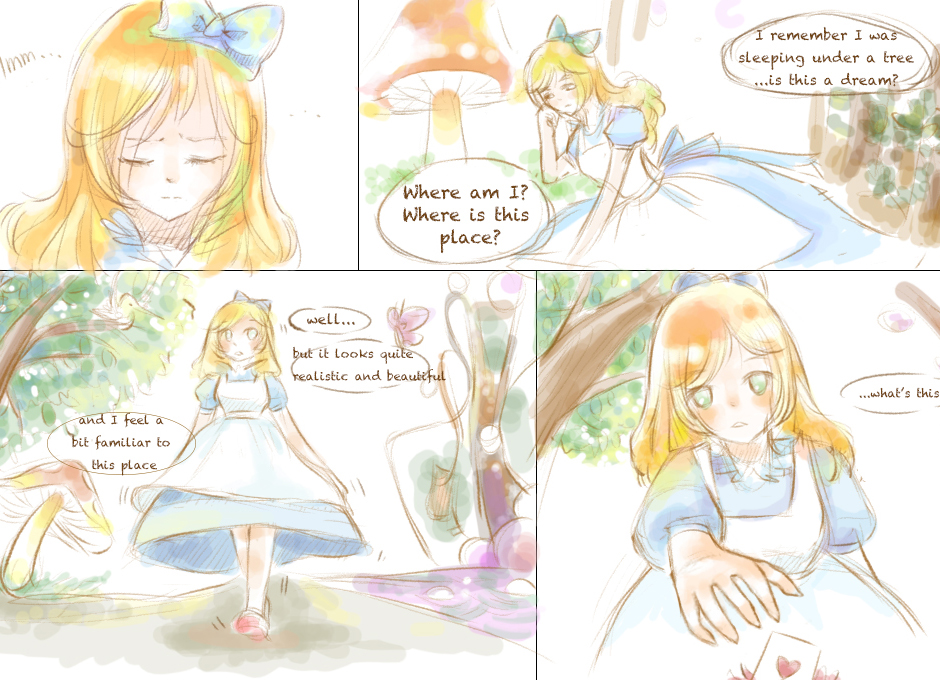 mm...
I remember I was
sleeping under a tree
...is this a dream?
Where am I?
Where is this
place?
well...
but it looks quite
realistic and beautiful
and I feel a
bit familiar to
this place
...what's this